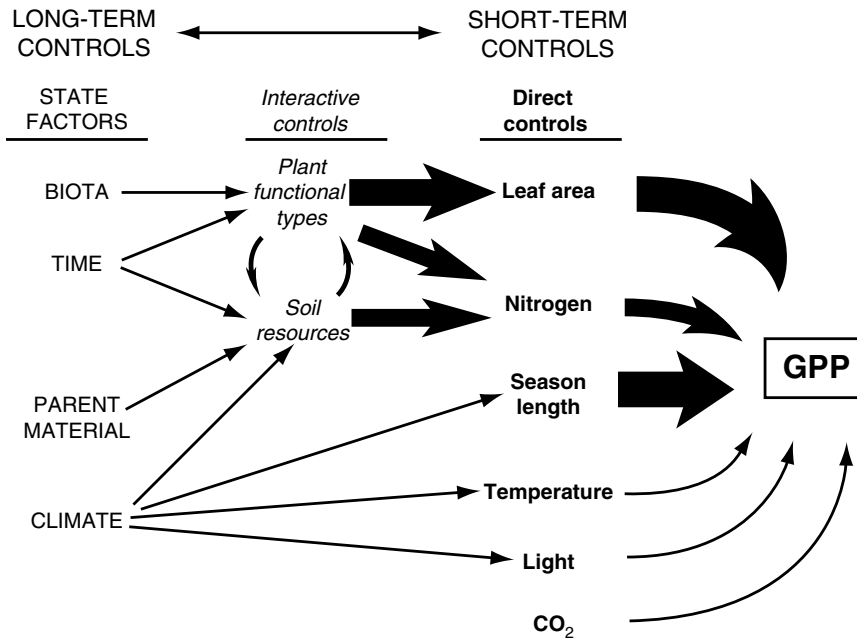 LONG-TERM
CONTROLS
SHORT-TERM
CONTROLS
STATE
FACTORS
Interactive
controls
Direct
controls
BIOTA
Plant
functional
types
Leaf area
TIME
Soil
resources
Nitrogen
GPP
PARENT
MATERIAL
Season
length
CLIMATE
Temperature
Light
CO₂